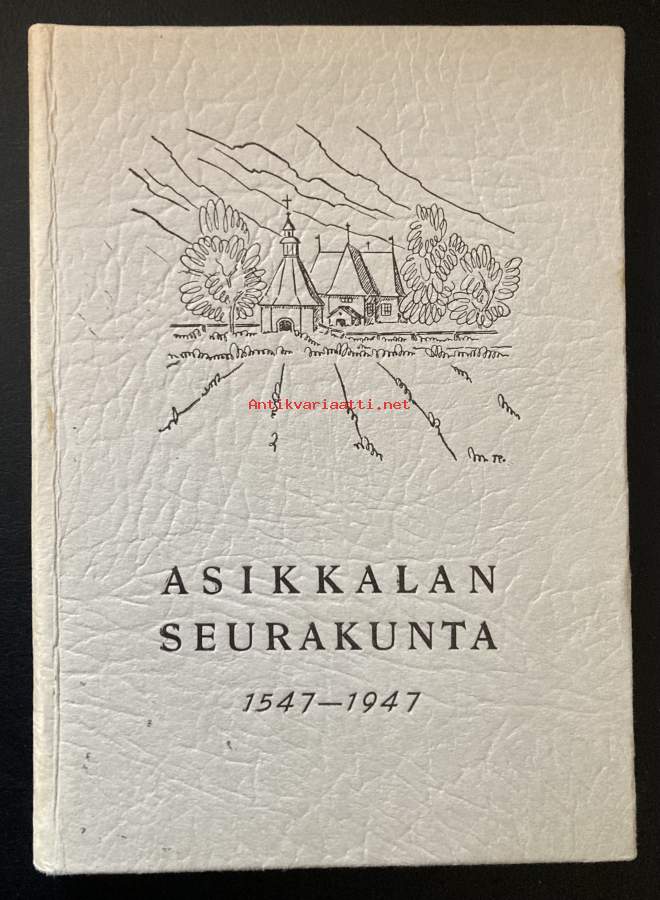 Antikvariaatti.net
ASIKKALAN
SEURAKUNTA
1547—1947